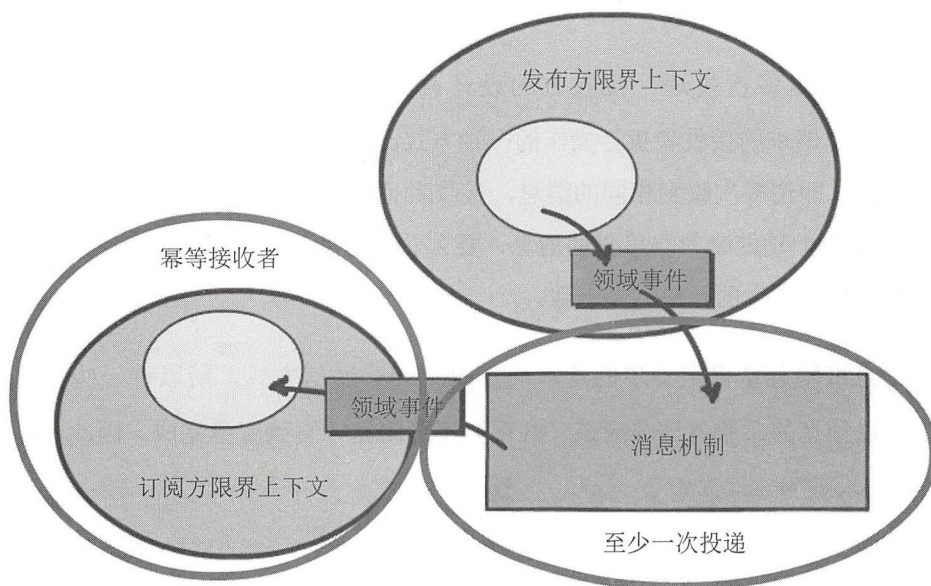 发布方限界上下文
领域事件
幂等接收者
领域事件
消息机制
订阅方限界上下文
至少一次投递